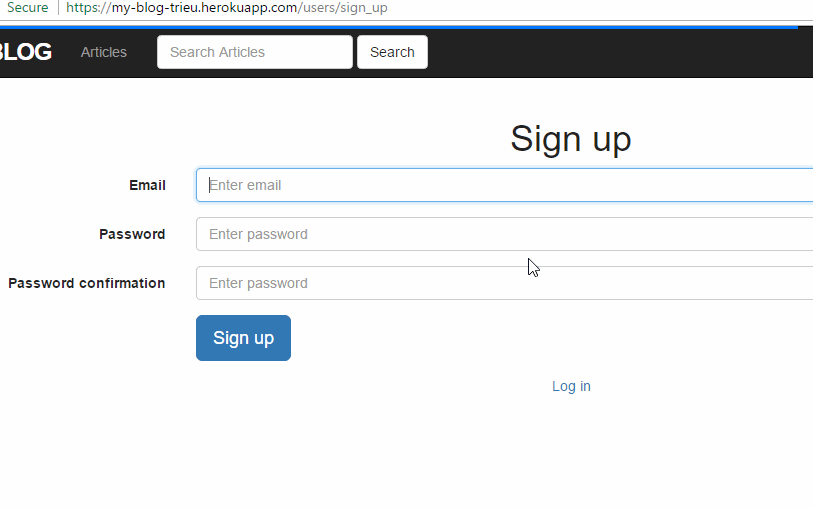 Secure https://my-blog-trieu.herokuapp.com/users/sign_up
BLOG Articles Search Articles Search
Sign up
Email Enter email
Password Enter password
Password confirmation Enter password
Sign up
Log in